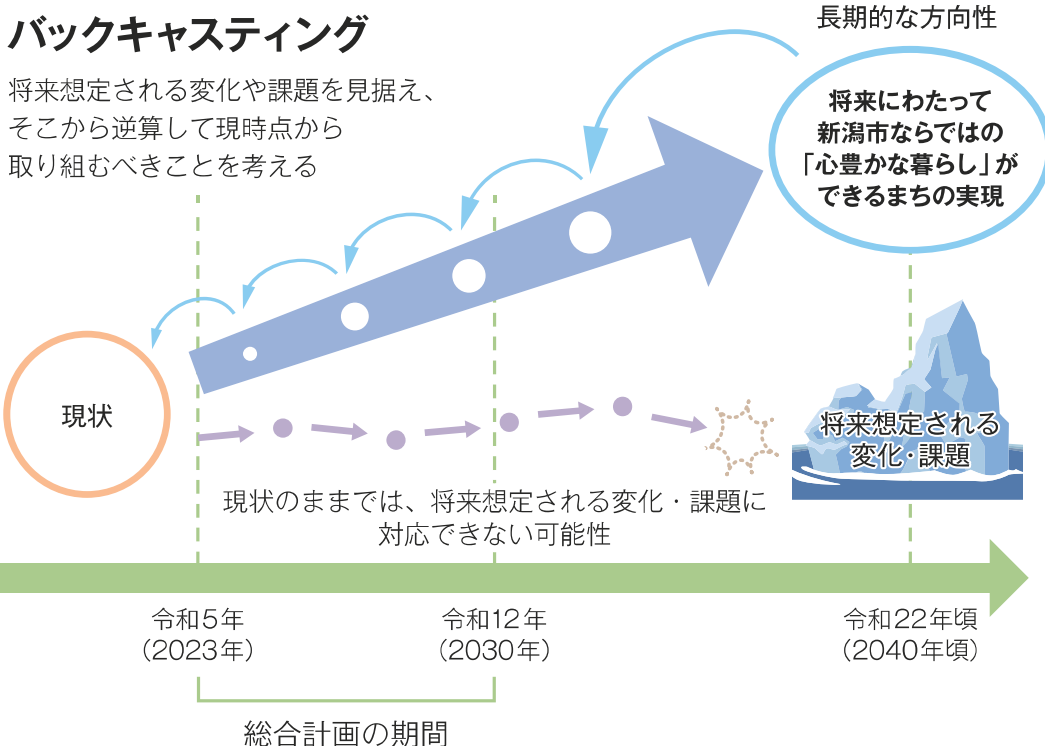 バックキャスティング
将来想定される変化や課題を見据え、
そこから逆算して現時点から
取り組むべきことを考える
長期的な方向性
将来にわたって
新潟市ならではの
「心豊かな暮らし」が
できるまちの実現
現状
将来想定される
変化・課題
現状のままでは、将来想定される変化・課題に
対応できない可能性
令和5年
（2023年）
令和12年
（2030年）
令和22年頃
（2040年頃）
総合計画の期間